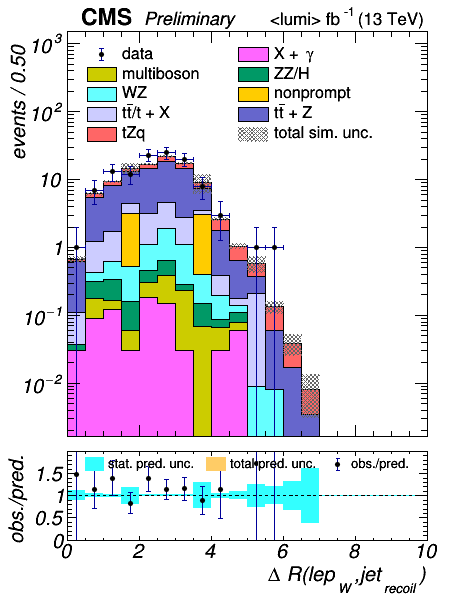 CMS Preliminary <lumi> fb⁻¹ (13 TeV)
events / 0.50
10³
10²
10
1
10⁻¹
10⁻²
data
multiboson
WZ
tt̄/t + X
tZq
X + γ
ZZ/H
nonprompt
tt̄ + Z
total sim. unc.
obs./pred.
1.5
1
0.5
0
stat. pred. unc. total pred. unc. obs./pred.
0 2 4 6 8 10
Δ R(lep_W, jet_recoil)